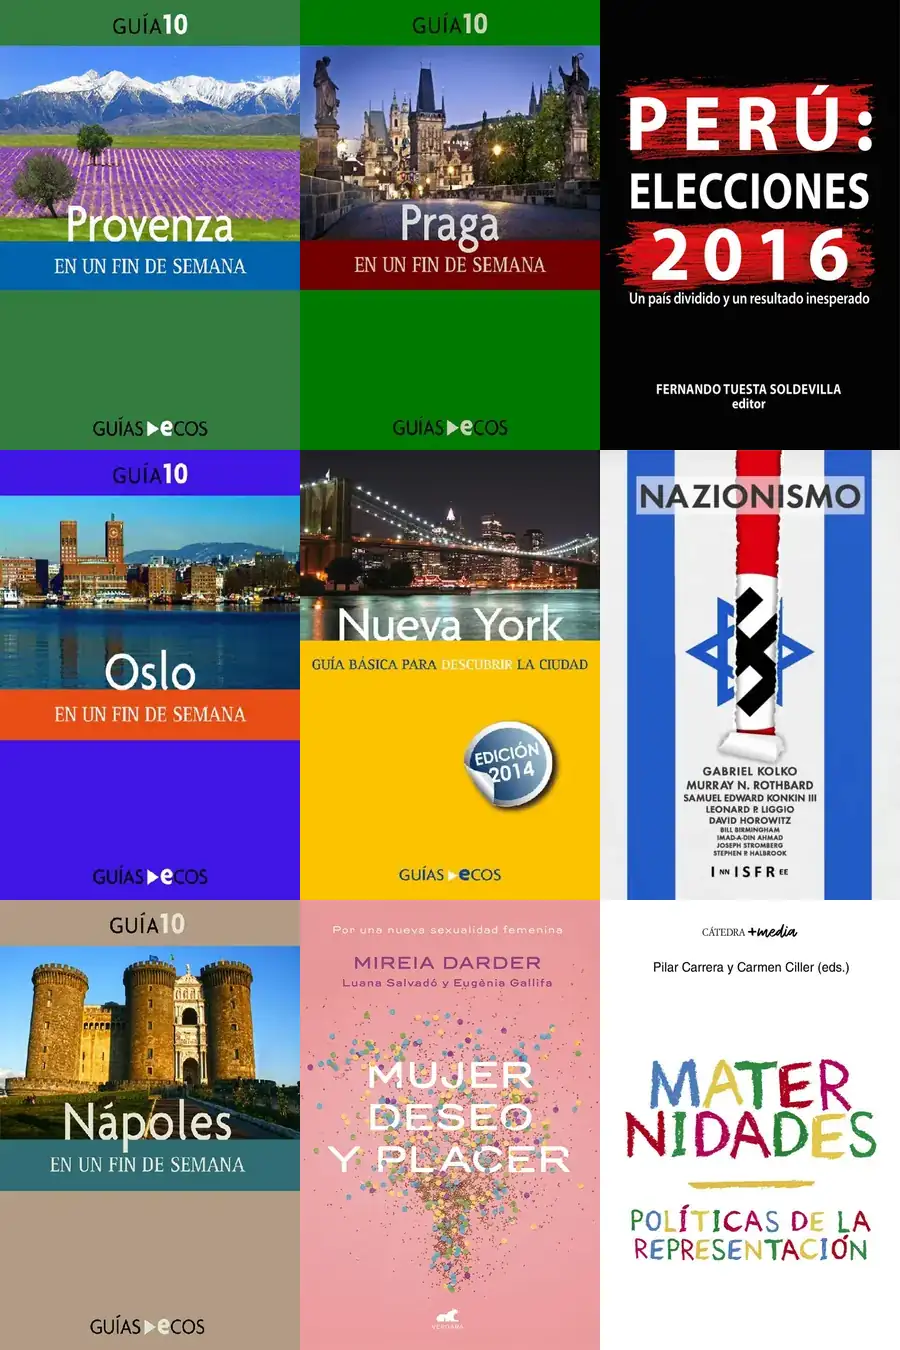 GUÍA10
Provenza
EN UN FIN DE SEMANA
GUÍAS eCOS
GUÍA10
Praga
EN UN FIN DE SEMANA
GUÍAS eCOS
PERÚ:
ELECCIONES
2016
Un país dividido y un resultado inesperado
FERNANDO TUESTA SOLDEVILLA
editor
GUÍA10
Oslo
EN UN FIN DE SEMANA
GUÍAS eCOS
Nueva York
GUÍA BÁSICA PARA DESCUBRIR LA CIUDAD
EDICIÓN
2014
GUÍAS eCOS
NAZIONISMO
GABRIEL KOLKO
MURRAY N. ROTHBARD
SAMUEL EDWARD KONKIN III
LEONARD P. LIGGIO
DAVID HOROWITZ
BILL BIRMINGHAM
IMAD-A-DIN AHMAD
JOSEPH STROMBERG
STEPHEN P. HALBROOK
INNISFREE
GUÍA10
Nápoles
EN UN FIN DE SEMANA
GUÍAS eCOS
Por una nueva sexualidad femenina
MIREIA DARDER
Luana Salvadó y Eugènia Gallifa
MUJER
DESEO
Y PLACER
VERGARA
CÁTEDRA +media
Pilar Carrera y Carmen Ciller (eds.)
MATER
NIDADES
POLÍTICAS DE LA
REPRESENTACIÓN